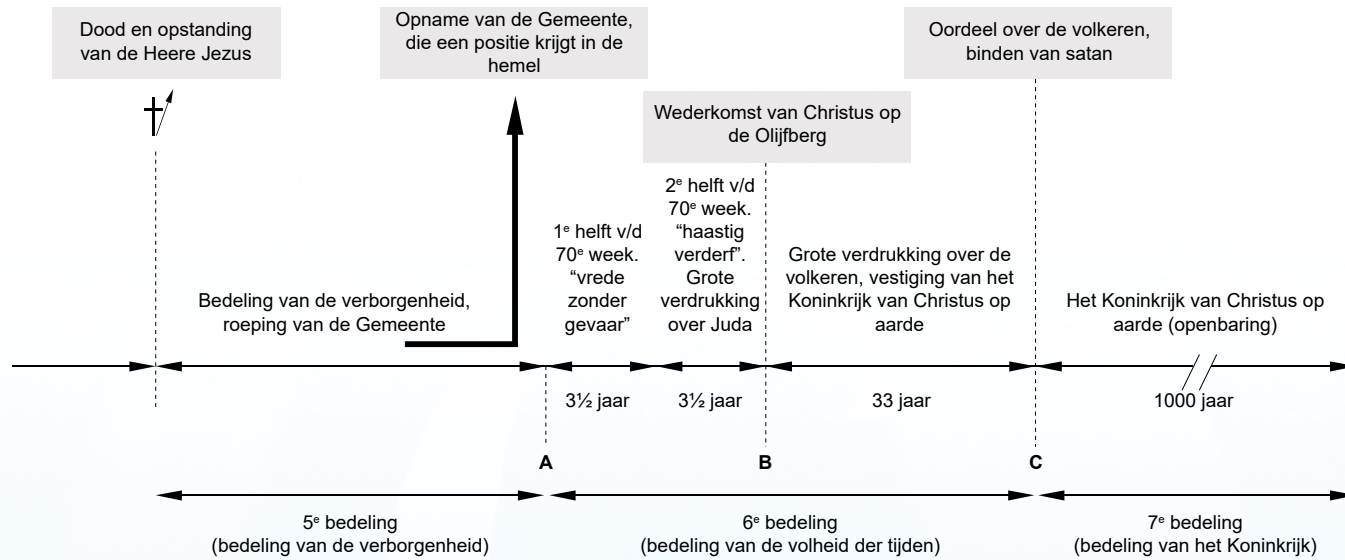 Dood en opstanding
van de Heere Jezus
Opname van de Gemeente,
die een positie krijgt in de
hemel
Oordeel over de volkeren,
binden van satan
Wederkomst van Christus op
de Olijfberg
Bedeling van de verborgenheid,
roeping van de Gemeente
1e helft v/d
70e week.
“vrede
zonder
gevaar”
2e helft v/d
70e week.
“haastig
verderf”.
Grote
verdrukking
over Juda
Grote verdrukking over de
volkeren, vestiging van het
Koninkrijk van Christus op
aarde
Het Koninkrijk van Christus op
aarde (openbaring)
3½ jaar
3½ jaar
33 jaar
1000 jaar
A
B
C
5e bedeling
(bedeling van de verborgenheid)
6e bedeling
(bedeling van de volheid der tijden)
7e bedeling
(bedeling van het Koninkrijk)